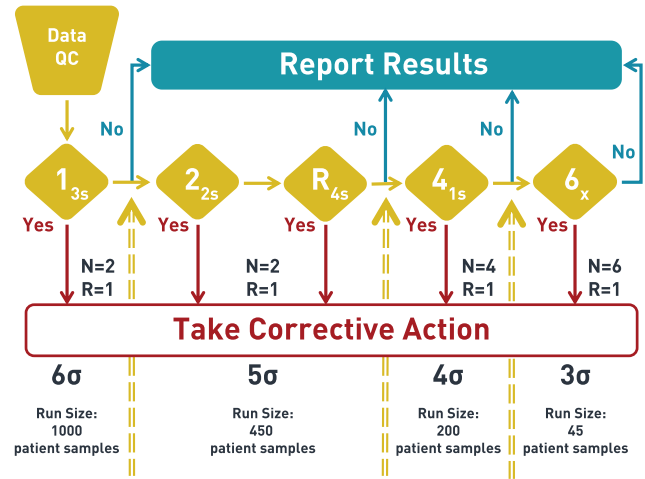 Data
QC
Report Results
No
No
No
No
1 3s
2 2s
R 4s
4 1s
6 x
Yes
Yes
Yes
Yes
Yes
N=2
R=1
N=2
R=1
N=4
R=1
N=6
R=1
Take Corrective Action
6σ
5σ
4σ
3σ
Run Size:
1000
patient samples
Run Size:
450
patient samples
Run Size:
200
patient samples
Run Size:
45
patient samples